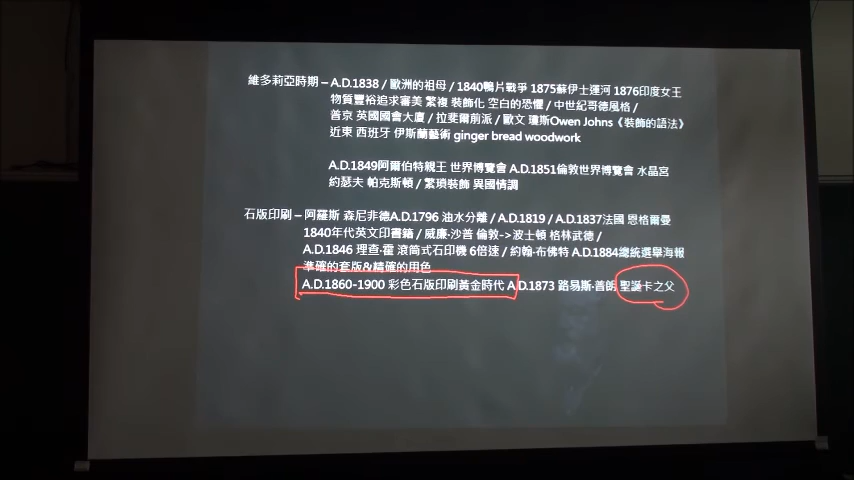 維多利亞時期 – A.D.1838 / 歐洲的祖母 / 1840鴨片戰爭 1875蘇伊士運河 1876印度女王
物質豐裕追求審美 繁複 裝飾化 空白的恐懼 / 中世紀哥德風格 /
普京 英國國會大廈 / 拉斐爾前派 / 歐文 瓊斯Owen Johns《裝飾的語法》
近東 西班牙 伊斯蘭藝術 ginger bread woodwork
A.D.1849阿爾伯特親王 世界博覽會 A.D.1851倫敦世界博覽會 水晶宮
約瑟夫 帕克斯頓 / 繁瑣裝飾 異國情調
石版印刷 – 阿羅斯 森尼菲德A.D.1796 油水分離 / A.D.1819 / A.D.1837法國 恩格爾曼
1840年代英文印書籍 / 威廉·沙普 倫敦->波士頓 格林武德 /
A.D.1846 理查·霍 滾筒式石印機 6倍速 / 約翰·布佛特 A.D.1884總統選舉海報
準確的套版&精確的用色
A.D.1860-1900 彩色石版印刷黃金時代 A.D.1873 路易斯·普朗 聖誕卡之父